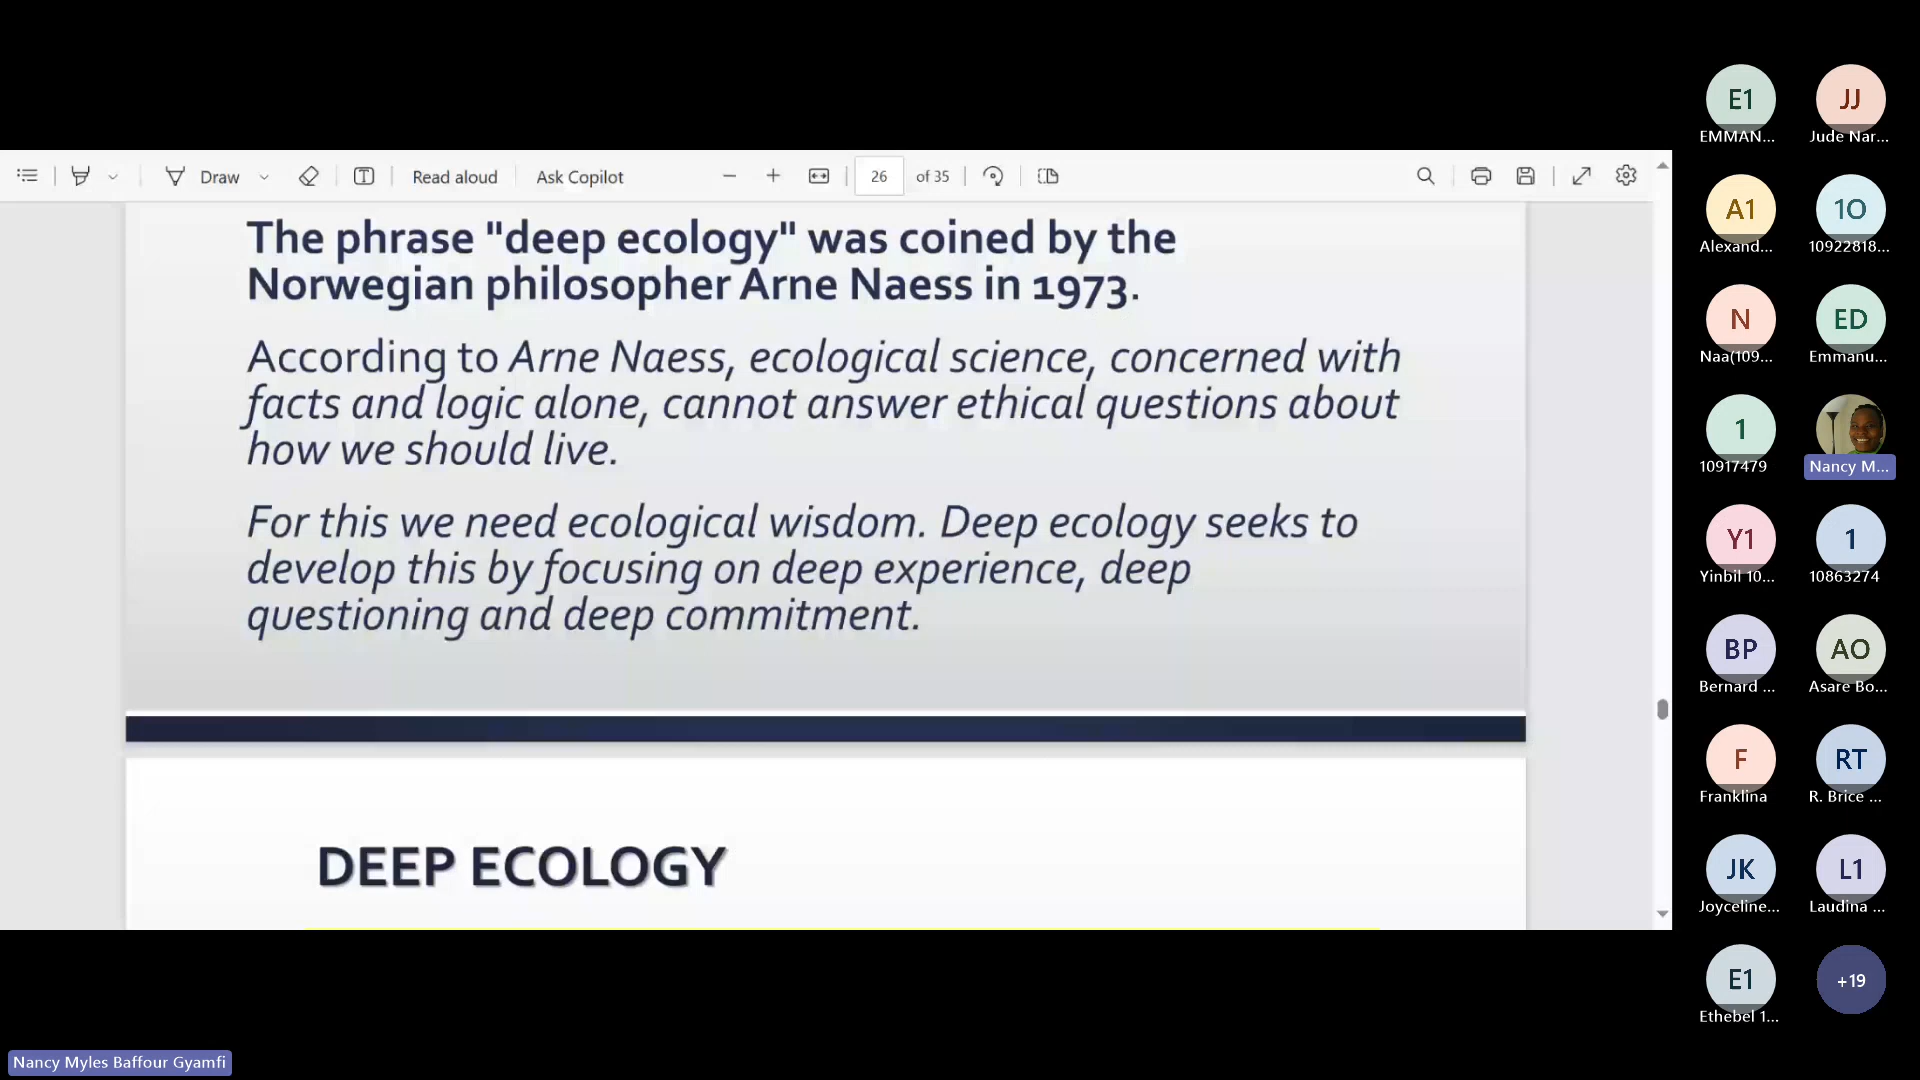 Draw
Read aloud
Ask Copilot
26 of 35
The phrase "deep ecology" was coined by the
Norwegian philosopher Arne Naess in 1973.
According to Arne Naess, ecological science, concerned with
facts and logic alone, cannot answer ethical questions about
how we should live.
For this we need ecological wisdom. Deep ecology seeks to
develop this by focusing on deep experience, deep
questioning and deep commitment.
DEEP ECOLOGY
E1
EMMAN...
JJ
Jude Nar...
A1
Alexand...
1O
10922818...
N
Naa(109...
ED
Emmanu...
1
10917479
Nancy M...
Y1
Yinbil 10...
1
10863274
BP
Bernard ...
AO
Asare Bo...
F
Franklina
RT
R. Brice ...
JK
Joyceline...
L1
Laudina ...
E1
Ethebel 1...
+19
Nancy Myles Baffour Gyamfi